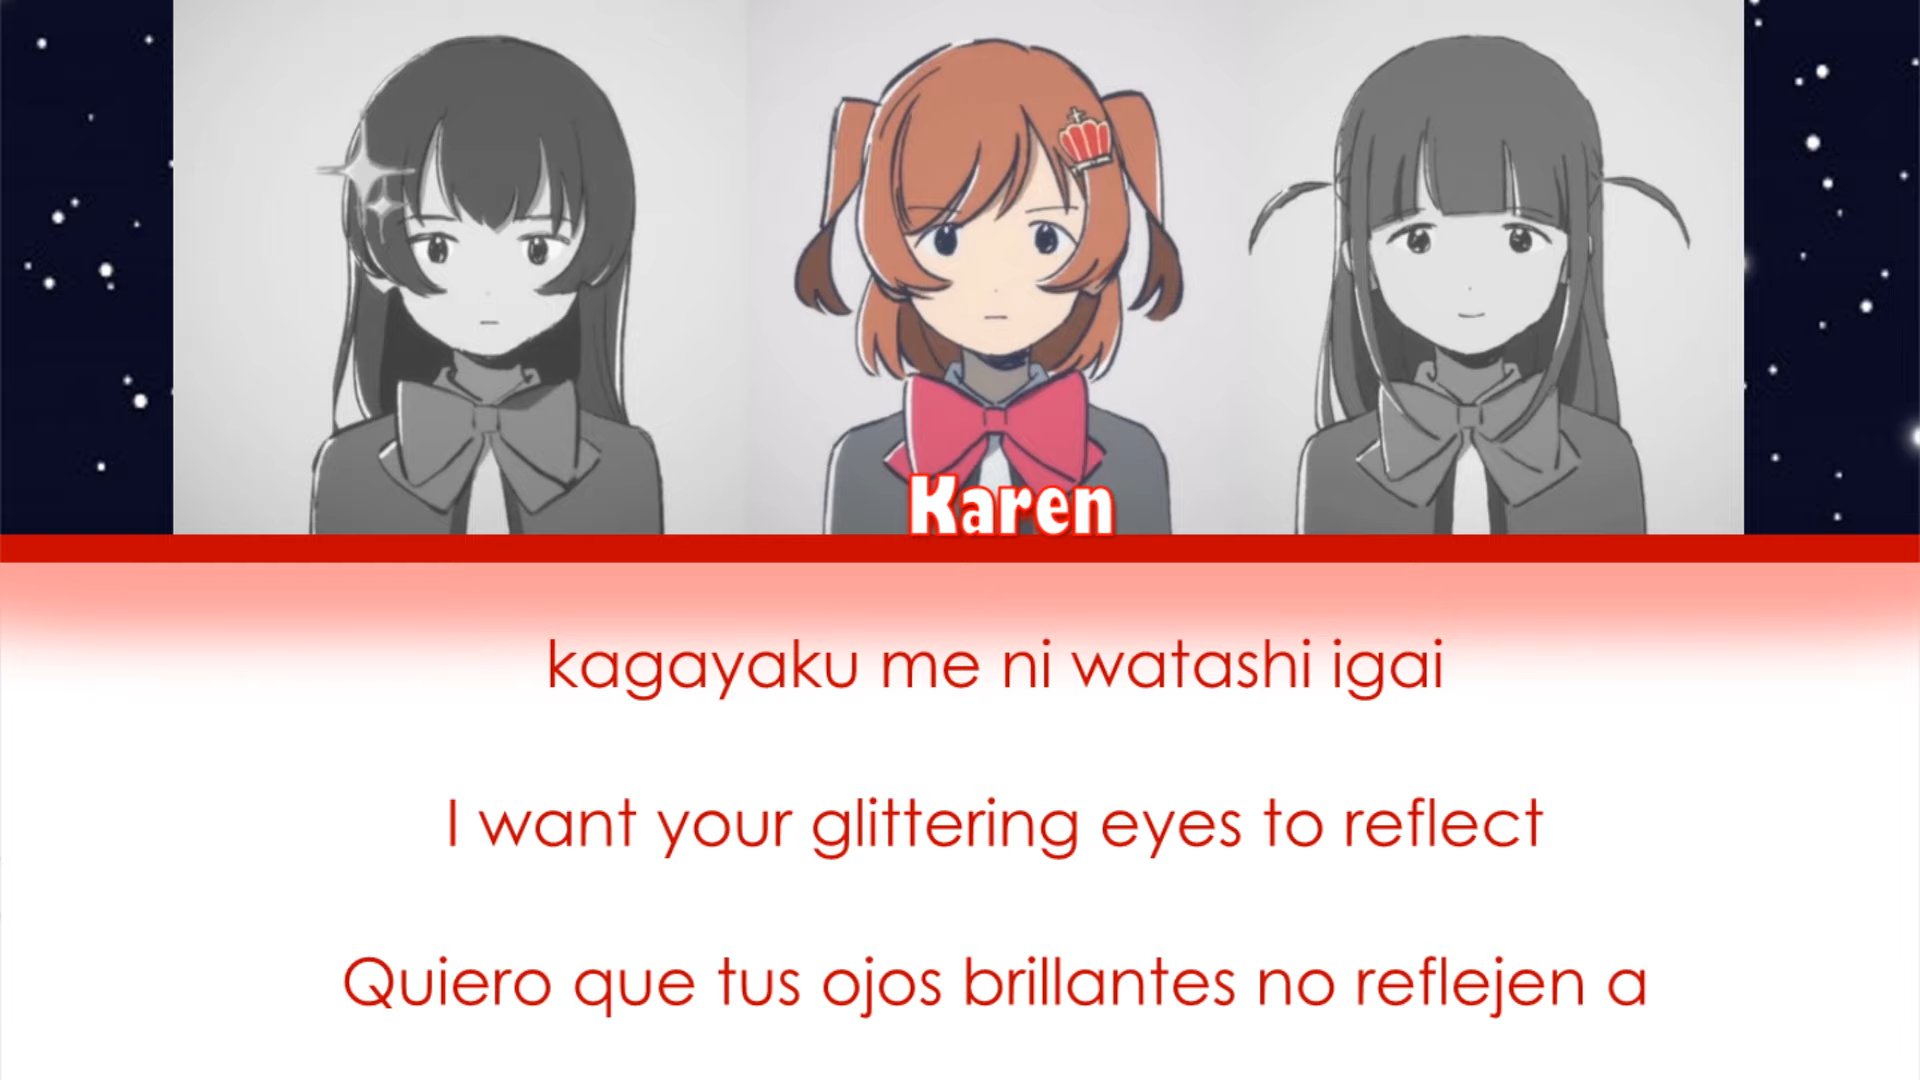 Karen
kagayaku me ni watashi igai
I want your glittering eyes to reflect
Quiero que tus ojos brillantes no reflejen a